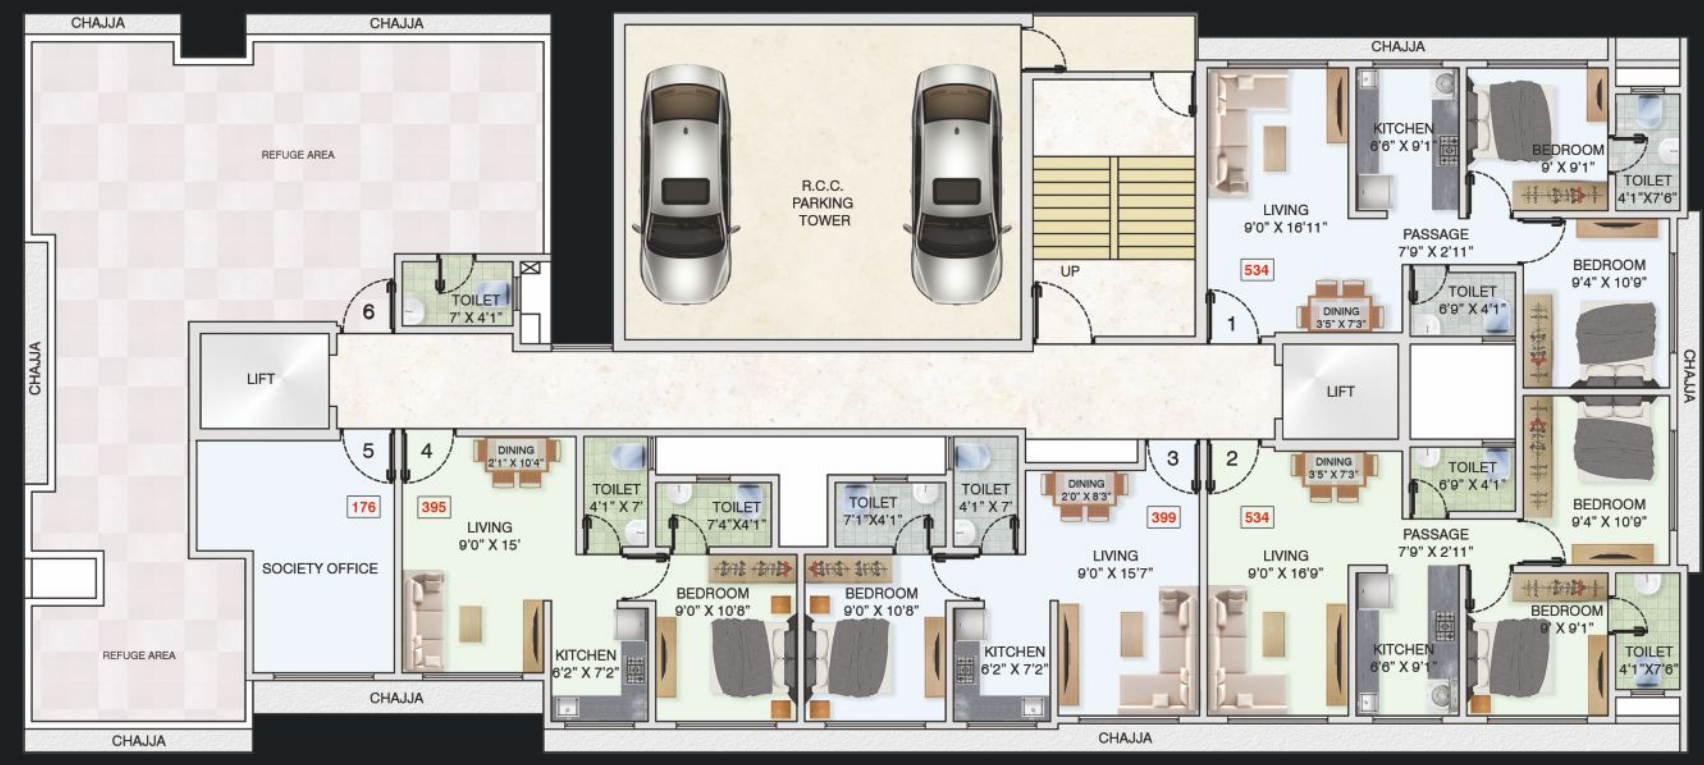 CHAJJA
CHAJJA
CHAJJA
REFUGE AREA
R.C.C.
PARKING
TOWER
KITCHEN
6'6" X 9'1"
BEDROOM
9' X 9'1"
TOILET
4'1"X7'6"
LIVING
9'0" X 16'11"
PASSAGE
7'9" X 2'11"
534
UP
BEDROOM
9'4" X 10'9"
TOILET
7' X 4'1"
6
TOILET
6'9" X 4'1"
DINING
3'5" X 7'3"
1
CHAJJA
LIFT
LIFT
CHAJJA
5
4
DINING
2'1" X 10'4"
3
2
DINING
3'5" X 7'3"
TOILET
6'9" X 4'1"
TOILET
4'1" X 7'
TOILET
7'4"X4'1"
TOILET
7'1"X4'1"
TOILET
4'1" X 7'
DINING
2'0" X 8'3"
176
395
399
534
BEDROOM
9'4" X 10'9"
LIVING
9'0" X 15'
PASSAGE
7'9" X 2'11"
SOCIETY OFFICE
LIVING
9'0" X 15'7"
LIVING
9'0" X 16'9"
BEDROOM
9'0" X 10'8"
BEDROOM
9'0" X 10'8"
BEDROOM
9' X 9'1"
REFUGE AREA
KITCHEN
6'2" X 7'2"
KITCHEN
6'2" X 7'2"
KITCHEN
6'6" X 9'1"
TOILET
4'1"X7'6"
CHAJJA
CHAJJA
CHAJJA